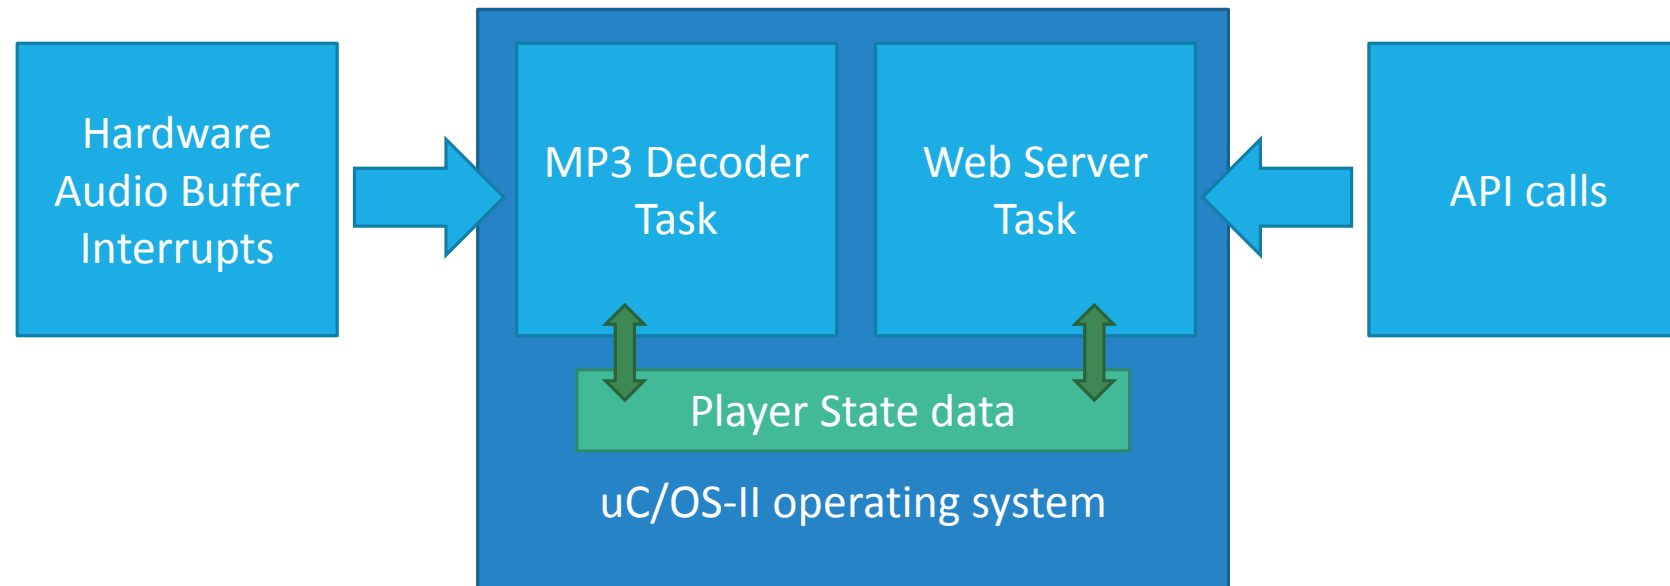 Hardware
Audio Buffer
Interrupts
MP3 Decoder
Task
Web Server
Task
API calls
Player State data
uC/OS-II operating system